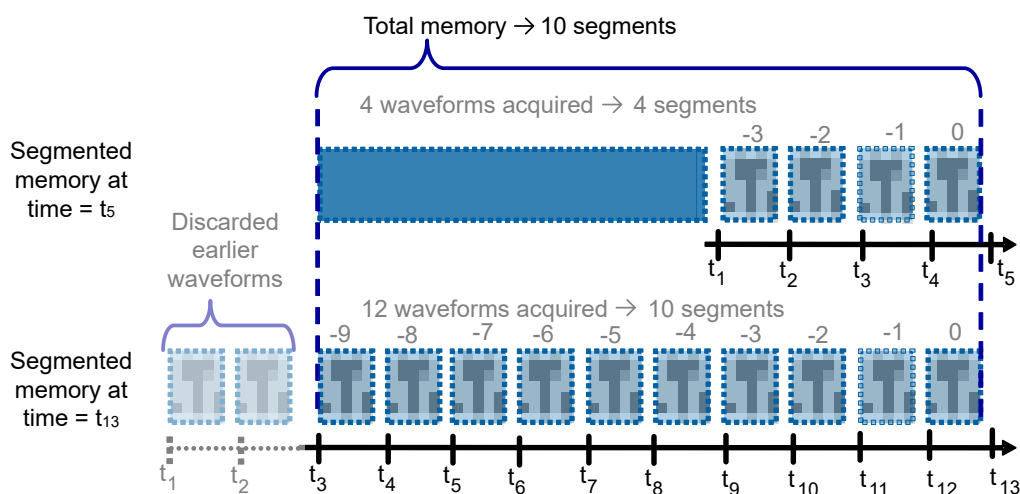 Total memory → 10 segments
4 waveforms acquired → 4 segments
-3 -2 -1 0
Segmented
memory at
time = t5
t1 t2 t3 t4 t5
Discarded
earlier
waveforms
12 waveforms acquired → 10 segments
-9 -8 -7 -6 -5 -4 -3 -2 -1 0
Segmented
memory at
time = t13
t1 t2 t3 t4 t5 t6 t7 t8 t9 t10 t11 t12 t13